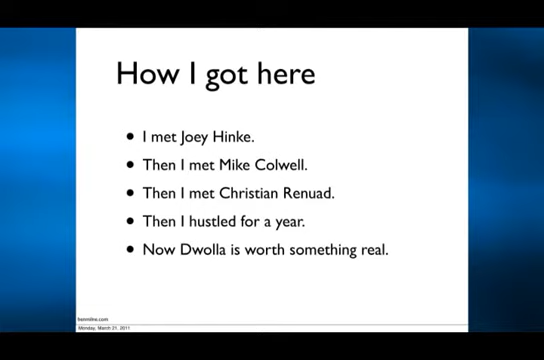 How I got here
• I met Joey Hinke.
• Then I met Mike Colwell.
• Then I met Christian Renuad.
• Then I hustled for a year.
• Now Dwolla is worth something real.
Monday, March 21, 2011